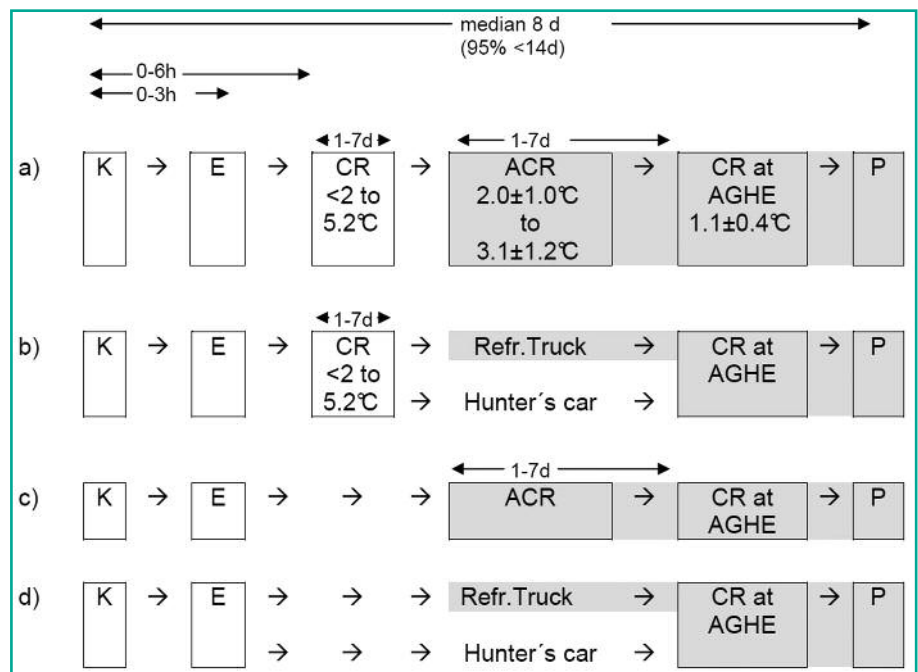 median 8 d
(95% <14d)
0-6h
0-3h
1-7d 1-7d
a) K → E → CR → ACR → CR at → P
<2 to 2.0±1.0℃ AGHE
5.2℃ to 1.1±0.4℃
3.1±1.2℃
1-7d
b) K → E → CR → Refr.Truck → CR at → P
<2 to AGHE
5.2℃ → Hunter´s car →
1-7d
c) K → E → → → ACR → CR at → P
AGHE
d) K → E → → → Refr.Truck → CR at → P
AGHE
→ → → Hunter´s car →